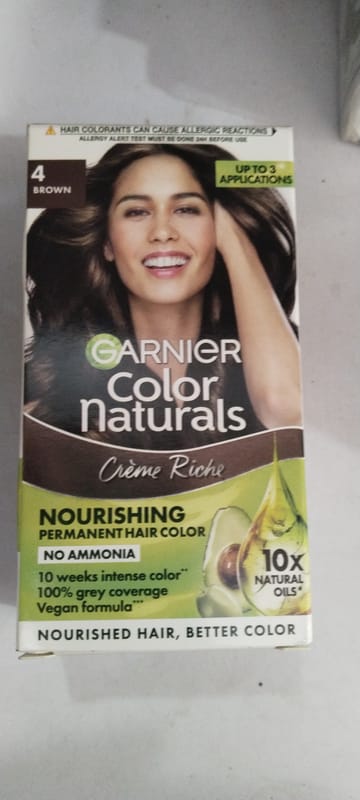 ⚠ HAIR COLORANTS CAN CAUSE ALLERGIC REACTIONS
ALLERGY ALERT TEST MUST BE DONE 24H BEFORE USE
4
BROWN
UP TO 3
APPLICATIONS
GARNIER
Color
Naturals
Crème Riche
NOURISHING
PERMANENT HAIR COLOR
NO AMMONIA
10 weeks intense color**
100% grey coverage
Vegan formula***
10x
NATURAL
OILS*
NOURISHED HAIR, BETTER COLOR